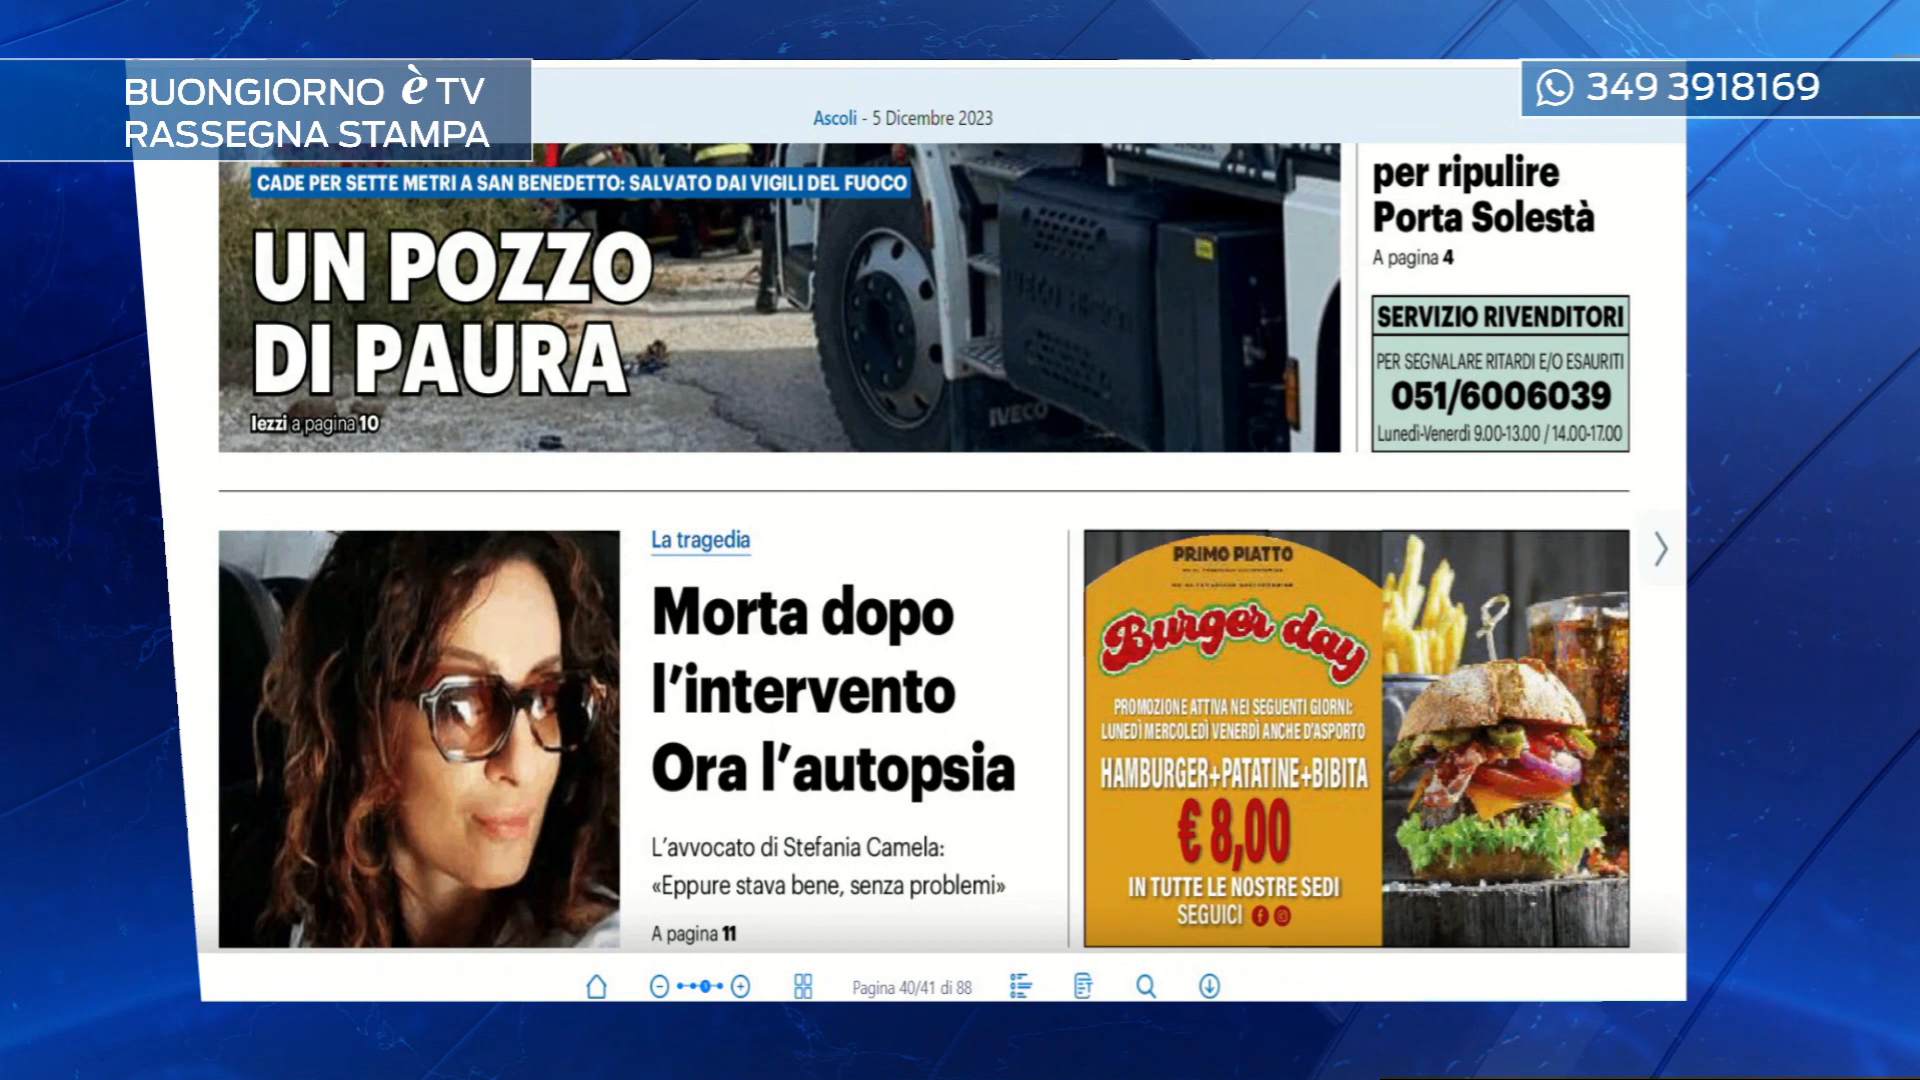 BUONGIORNO è TV
RASSEGNA STAMPA
349 3918169
Ascoli - 5 Dicembre 2023
CADE PER SETTE METRI A SAN BENEDETTO: SALVATO DAI VIGILI DEL FUOCO
UN POZZO
DI PAURA
Iezzi a pagina 10
IVECO
per ripulire
Porta Solestà
A pagina 4
SERVIZIO RIVENDITORI
PER SEGNALARE RITARDI E/O ESAURITI
051/6006039
Lunedì-Venerdì 9.00-13.00 / 14.00-17.00
La tragedia
Morta dopo
l'intervento
Ora l'autopsia
L'avvocato di Stefania Camela:
«Eppure stava bene, senza problemi»
A pagina 11
PRIMO PIATTO
Burger day
PROMOZIONE ATTIVA NEI SEGUENTI GIORNI:
LUNEDÌ MERCOLEDÌ VENERDÌ ANCHE D'ASPORTO
HAMBURGER+PATATINE+BIBITA
€ 8,00
IN TUTTE LE NOSTRE SEDI
SEGUICI
Pagina 40/41 di 88